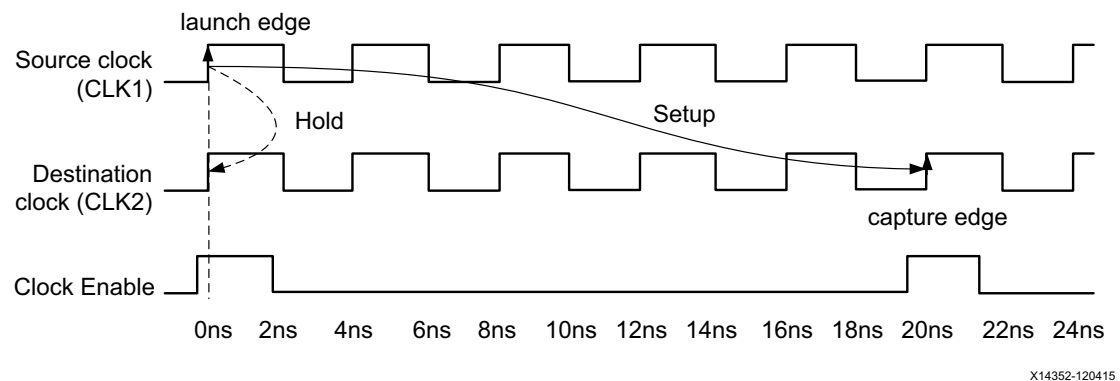 launch edge
Source clock
(CLK1)
Hold
Setup
Destination
clock (CLK2)
capture edge
Clock Enable
0ns 2ns 4ns 6ns 8ns 10ns 12ns 14ns 16ns 18ns 20ns 22ns 24ns
X14352-120415